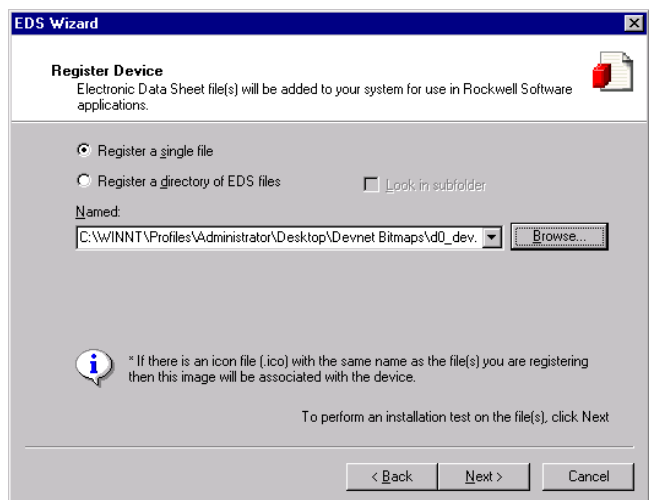 EDS Wizard
Register Device
Electronic Data Sheet file(s) will be added to your system for use in Rockwell Software
applications.
Register a single file
Register a directory of EDS files
Look in subfolder
Named:
C:\WINNT\Profiles\Administrator\Desktop\Devnet Bitmaps\d0_dev.
Browse...
* If there is an icon file (.ico) with the same name as the file(s) you are registering
then this image will be associated with the device.
To perform an installation test on the file(s), click Next
< Back
Next >
Cancel